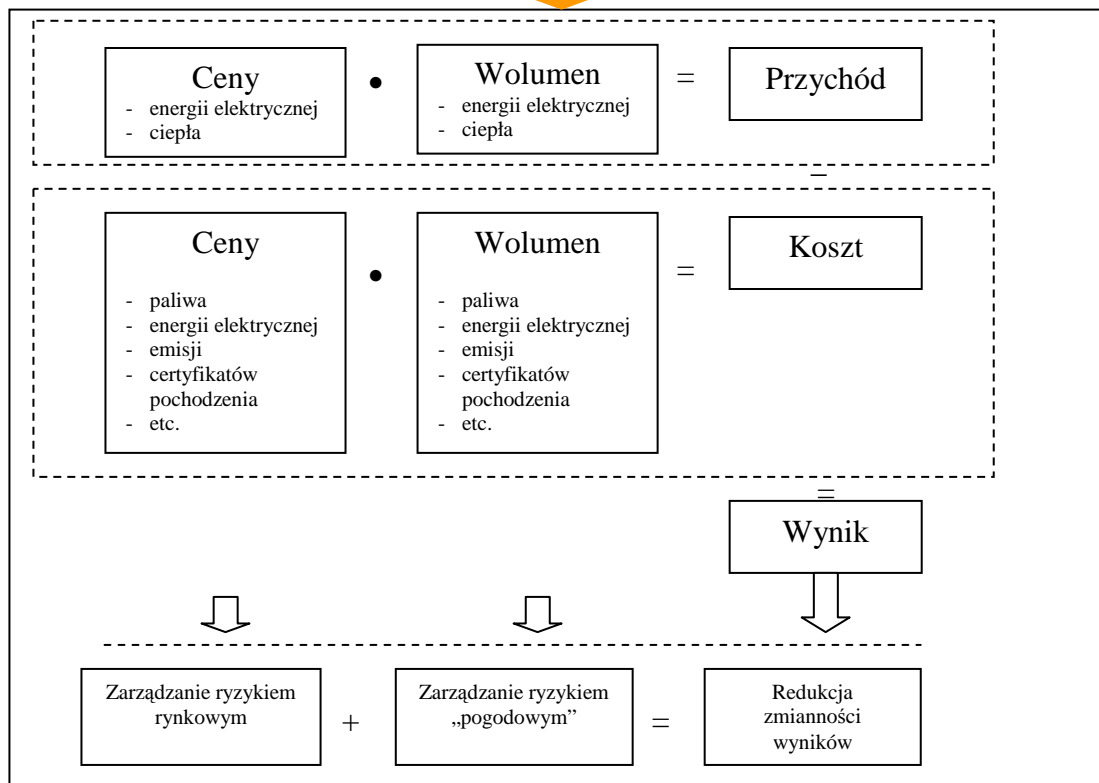 Ceny • Wolumen = Przychód
- energii elektrycznej
- ciepła
- energii elektrycznej
- ciepła
–
Ceny • Wolumen = Koszt
- paliwa
- energii elektrycznej
- emisji
- certyfikatów
pochodzenia
- etc.
- paliwa
- energii elektrycznej
- emisji
- certyfikatów
pochodzenia
- etc.
=
Wynik
Zarządzanie ryzykiem
rynkowym
+
Zarządzanie ryzykiem
„pogodowym”
=
Redukcja
zmianności
wyników